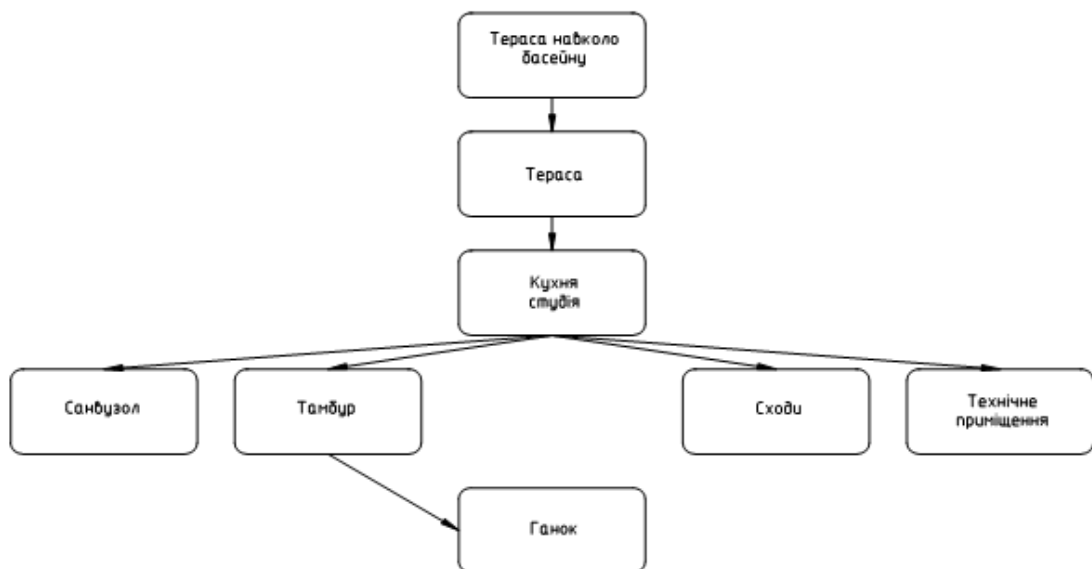 Тераса навколо
басейну
Тераса
Кухня
студія
Санвузол
Тамбур
Сходи
Технічне
приміщення
Ганок